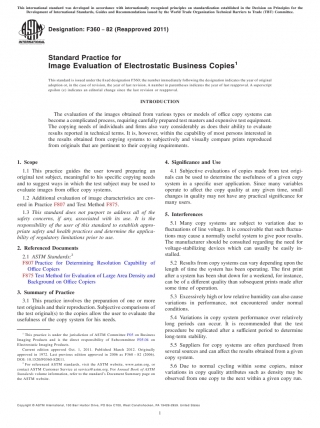 This international standard was developed in accordance with internationally recognized principles on standardization established in the Decision on Principles for the
Development of International Standards, Guides and Recommendations issued by the World Trade Organization Technical Barriers to Trade (TBT) Committee.
Designation: F360 – 82 (Reapproved 2011)
Standard Practice for
Image Evaluation of Electrostatic Business Copies1
This standard is issued under the fixed designation F360; the number immediately following the designation indicates the year of original
adoption or, in the case of revision, the year of last revision. A number in parentheses indicates the year of last reapproval. A superscript
epsilon (ε) indicates an editorial change since the last revision or reapproval.
INTRODUCTION
The evaluation of the images obtained from various types or models of office copy systems can
become a complicated process, requiring carefully prepared test masters and expensive test equipment.
The copying needs of individuals and firms also vary considerably as does their ability to evaluate
results reported in technical terms. It is, however, within the capability of most persons interested in
the results obtained from copying systems to subjectively and visually compare prints reproduced
from originals that are pertinent to their copying requirements.
1. Scope
1.1 This practice guides the user toward preparing an
original test subject, meaningful to his specific copying needs
and to suggest ways in which the test subject may be used to
evaluate images from office copy systems.
1.2 Additional evaluation of image characteristics are cov-
ered in Practice F807 and Test Method F875.
1.3 This standard does not purport to address all of the
safety concerns, if any, associated with its use. It is the
responsibility of the user of this standard to establish appro-
priate safety and health practices and determine the applica-
bility of regulatory limitations prior to use.
2. Referenced Documents
2.1 ASTM Standards:2
F807 Practice for Determining Resolution Capability of
Office Copiers
F875 Test Method for Evaluation of Large Area Density and
Background on Office Copiers
3. Summary of Practice
3.1 This practice involves the preparation of one or more
test originals and their reproduction. Subjective comparisons of
the test original(s) to the copies allow the user to evaluate the
usefulness of the copy system for his needs.
1 This practice is under the jurisdiction of ASTM Committee F05 on Business
Imaging Products and is the direct responsibility of Subcommittee F05.04 on
Electrostatic Imaging Products.
Current edition approved Dec. 1, 2011. Published March 2012. Originally
approved in 1972. Last previous edition approved in 2006 as F360 – 82 (2006).
2 For referenced ASTM standards, visit the ASTM website, www.astm.org, or
contact ASTM Customer Service at service@astm.org. For Annual Book of ASTM
Standards volume information, refer to the standard's Document Summary page on
the ASTM website.
4. Significance and Use
4.1 Subjective evaluations of copies made from test origi-
nals can be used to determine the usefulness of a given copy
system in a specific user application. Since many variables
operate to affect the copy quality at any given time, small
changes in quality may not have any practical significance for
many users.
5. Interferences
5.1 Many copy systems are subject to variation due to
fluctuations of line voltage. It is conceivable that such fluctua-
tions may cause a normally useful system to give poor results.
The manufacturer should be consulted regarding the need for
voltage-stabilizing devices which can usually be easily in-
stalled.
5.2 Results from copy systems can vary depending upon the
length of time the system has been operating. The first print
after a system has been shut down for a weekend, for instance,
can be of a different quality than subsequent prints made after
some time of operation.
5.3 Excessively high or low relative humidity can also cause
variations in performance, not encountered under normal
conditions.
5.4 Variations in copy system performance over relatively
long periods can occur. It is recommended that the test
procedure be replicated after a sufficient period to determine
long-term stability.
5.5 Supplies for copy systems are often purchased from
several sources and can affect the results obtained from a given
copy system.
5.6 Due to normal cycling within some copiers, minor
variations in copy quality attributes such as density may be
observed from one copy to the next within a given copy run.
Copyright © ASTM International, 100 Barr Harbor Drive, PO Box C700, West Conshohocken, PA 19428-2959. United States
1